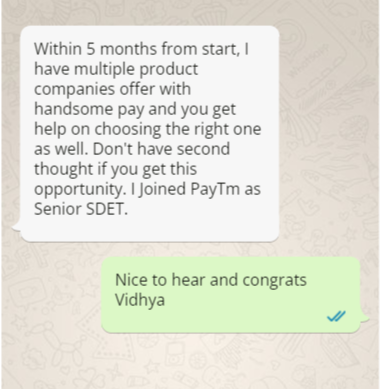 Within 5 months from start, I
have multiple product
companies offer with
handsome pay and you get
help on choosing the right one
as well. Don't have second
thought if you get this
opportunity. I Joined PayTm as
Senior SDET.
Nice to hear and congrats
Vidhya